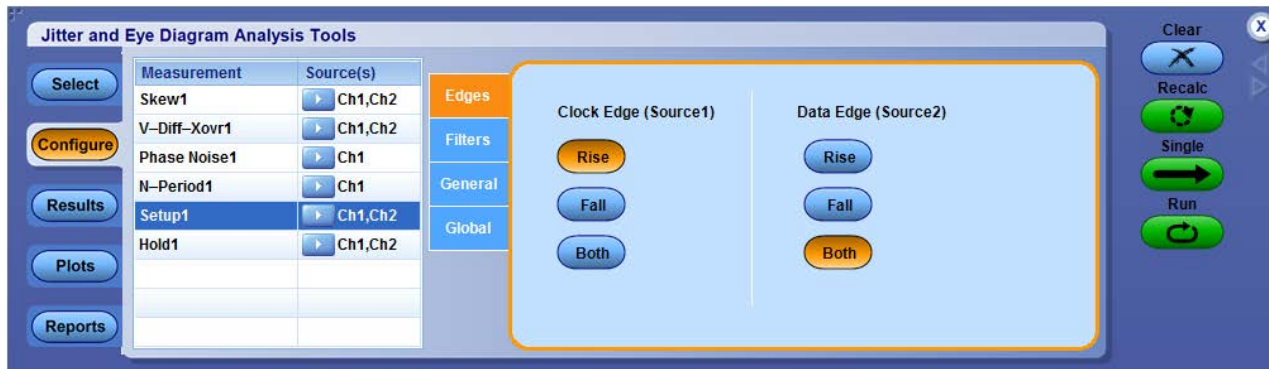 Jitter and Eye Diagram Analysis Tools
Select
Configure
Results
Plots
Reports
Measurement Source(s)
Skew1 Ch1,Ch2
V–Diff–Xovr1 Ch1,Ch2
Phase Noise1 Ch1
N–Period1 Ch1
Setup1 Ch1,Ch2
Hold1 Ch1,Ch2
Edges
Filters
General
Global
Clock Edge (Source1)
Rise
Fall
Both
Data Edge (Source2)
Rise
Fall
Both
Clear
X
Recalc
Single
Run